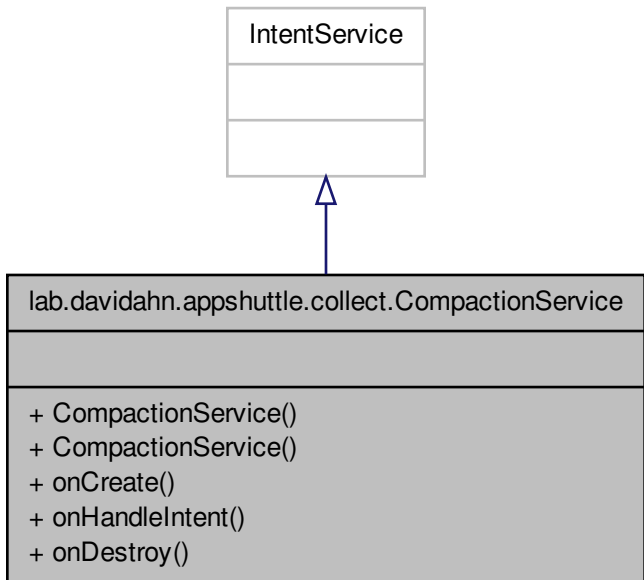 IntentService
lab.davidahn.appshuttle.collect.CompactionService
+ CompactionService()
+ CompactionService()
+ onCreate()
+ onHandleIntent()
+ onDestroy()